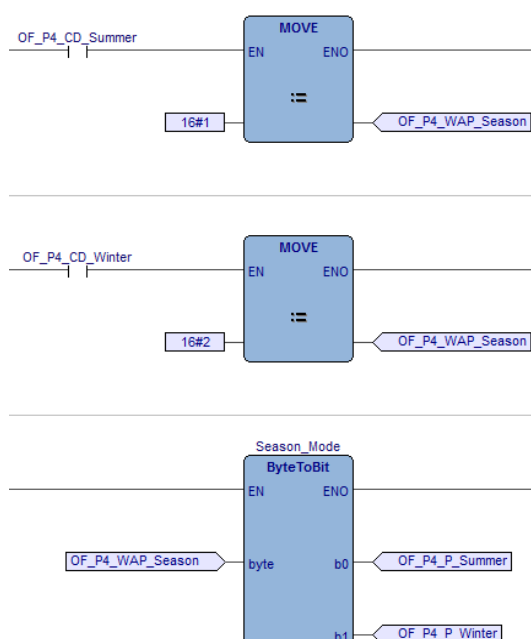 MOVE
OF_P4_CD_Summer
EN ENO
:=
16#1 OF_P4_WAP_Season
MOVE
OF_P4_CD_Winter
EN ENO
:=
16#2 OF_P4_WAP_Season
Season_Mode
ByteToBit
EN ENO
OF_P4_WAP_Season byte b0 OF_P4_P_Summer
b1 OF_P4_P_Winter